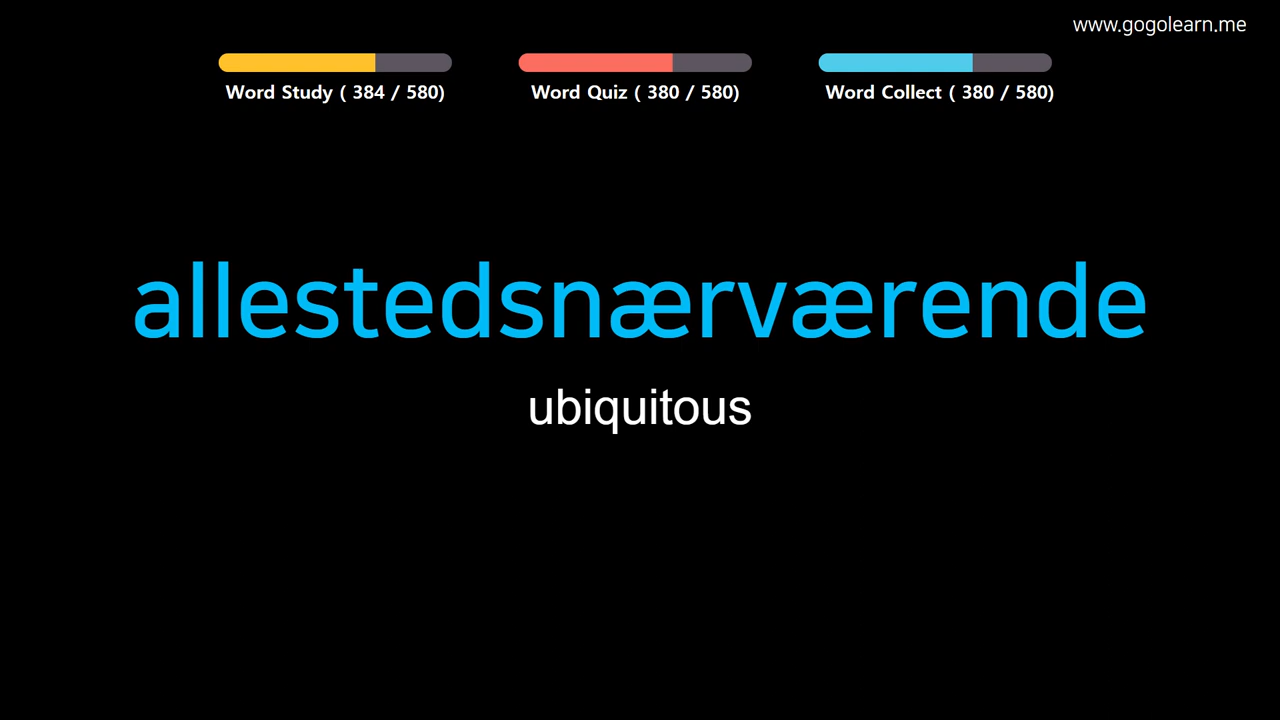 www.gogolearn.me
Word Study ( 384 / 580) Word Quiz ( 380 / 580) Word Collect ( 380 / 580)
allestedsnærværende
ubiquitous